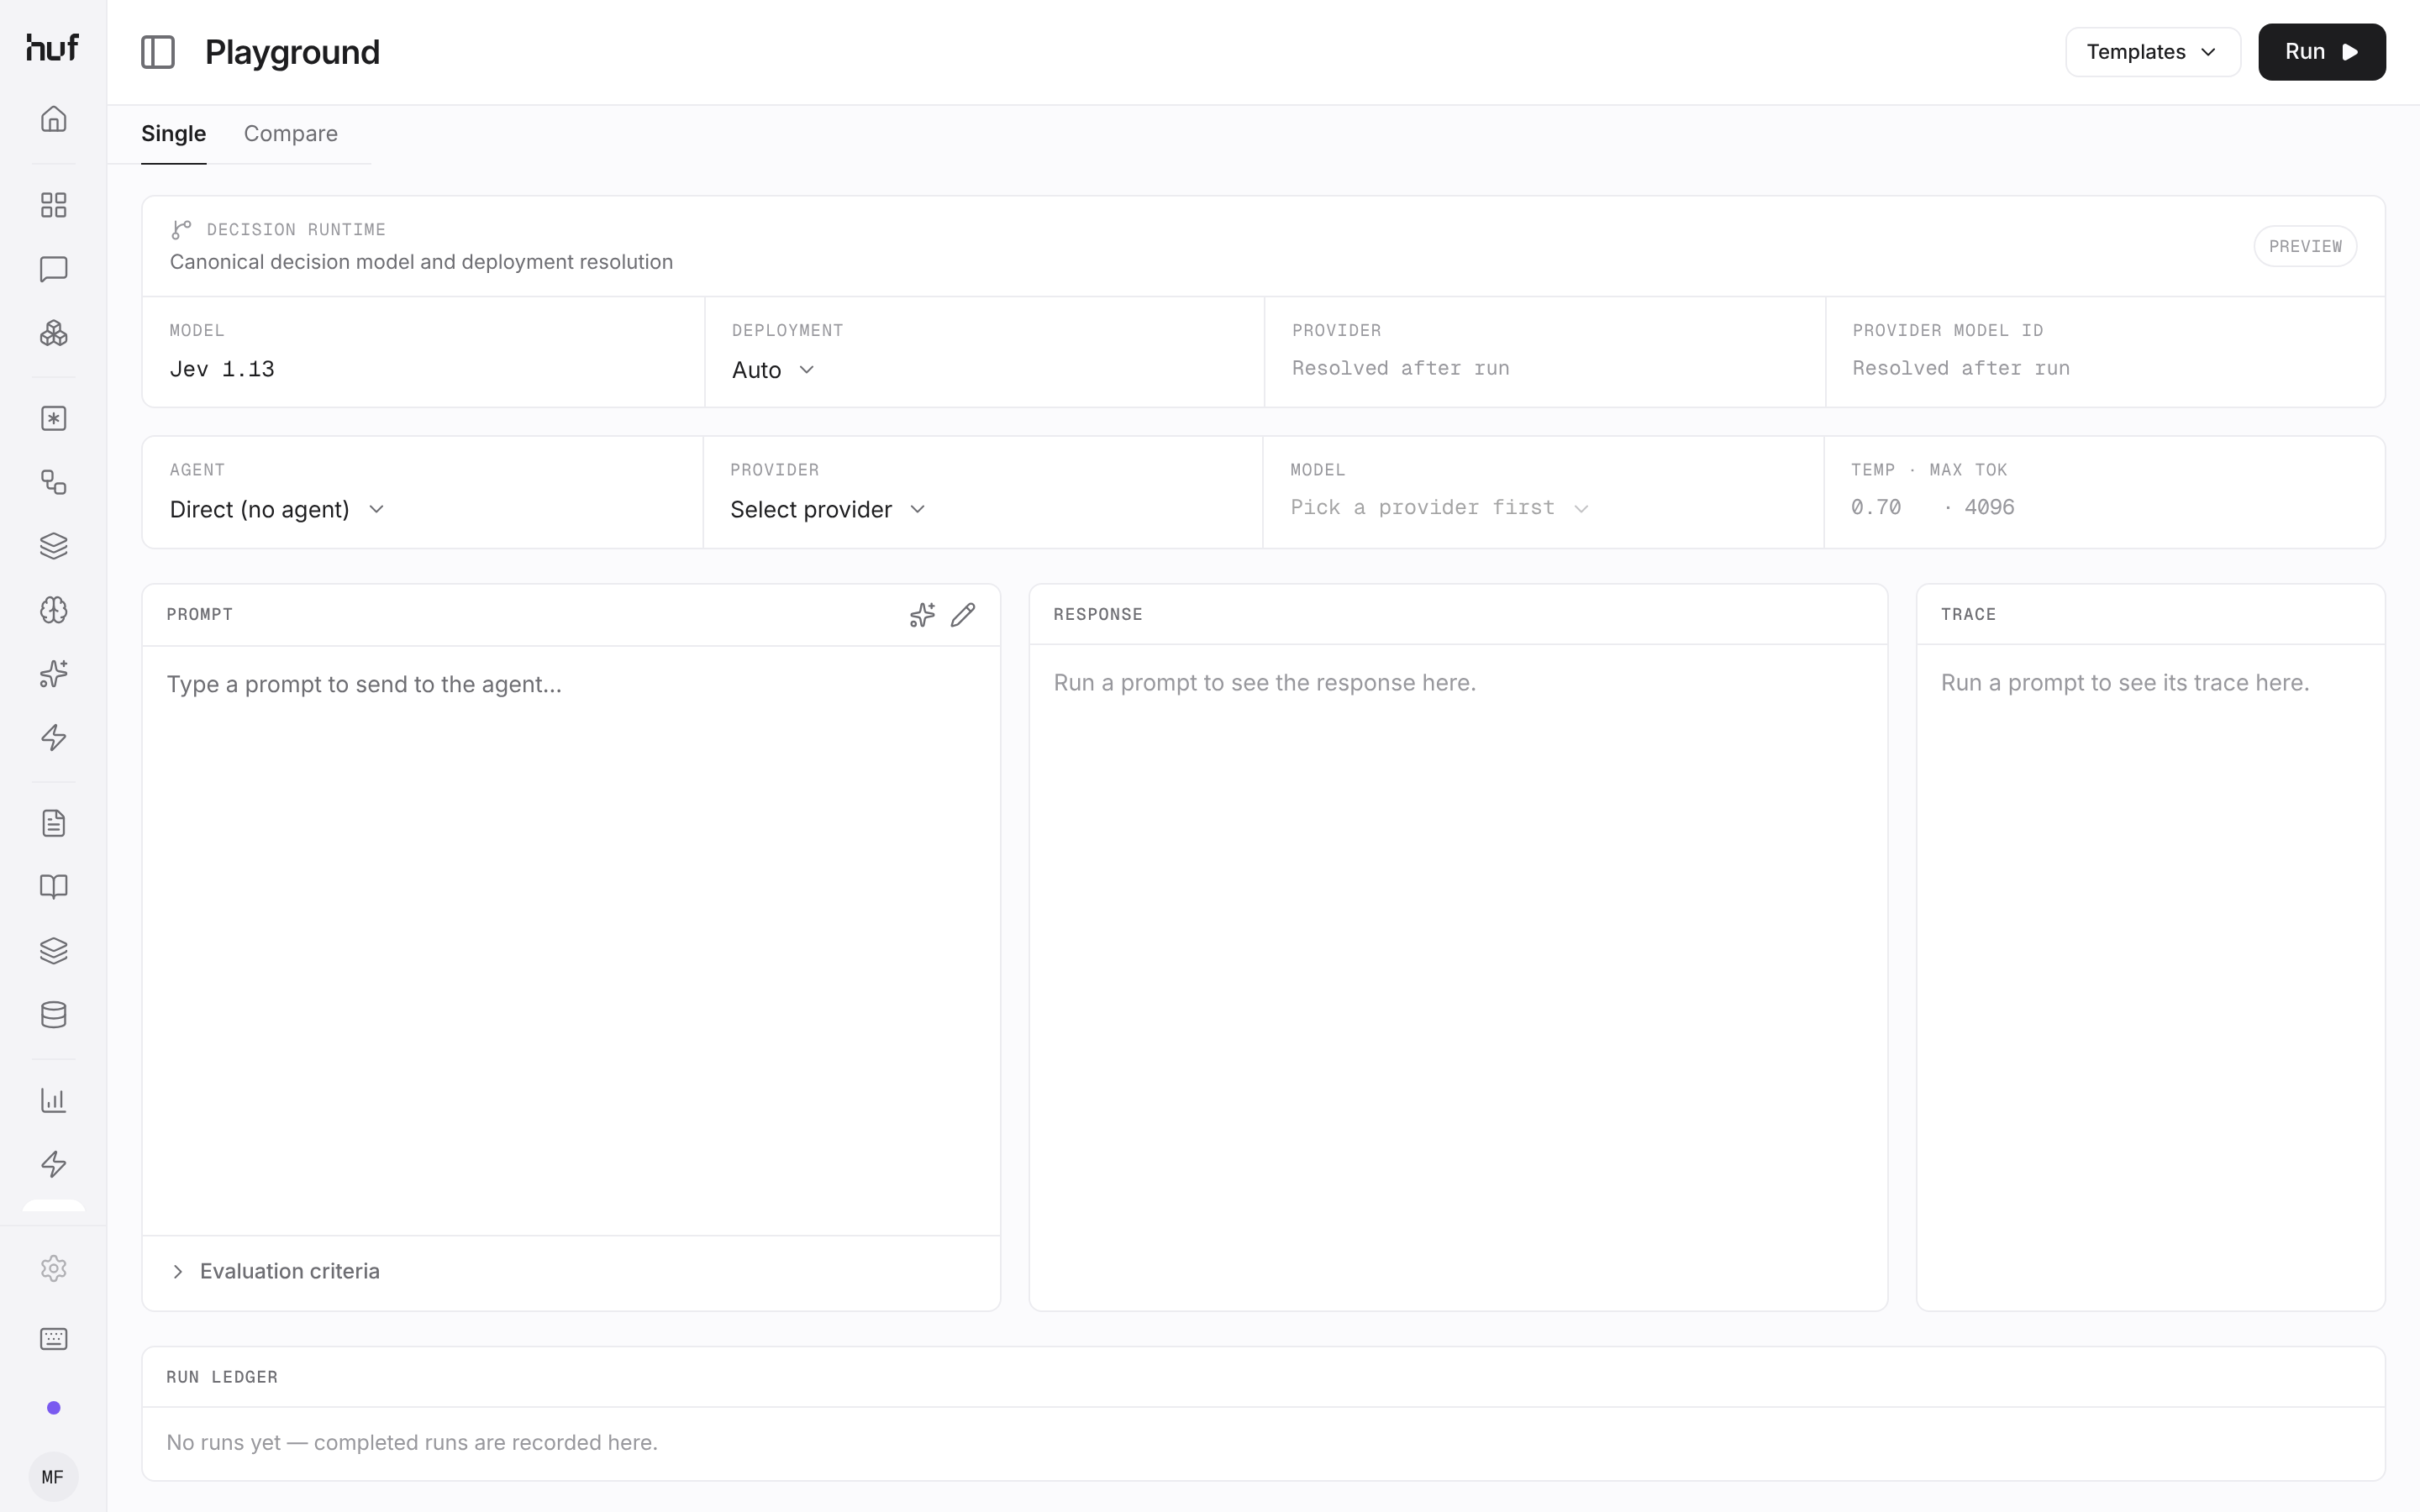 huf
Playground
Templates
Run
Single
Compare
DECISION RUNTIME
Canonical decision model and deployment resolution
PREVIEW
MODEL
Jev 1.13
DEPLOYMENT
Auto
PROVIDER
Resolved after run
PROVIDER MODEL ID
Resolved after run
AGENT
Direct (no agent)
PROVIDER
Select provider
MODEL
Pick a provider first
TEMP · MAX TOK
0.70 · 4096
PROMPT
Type a prompt to send to the agent...
Evaluation criteria
RESPONSE
Run a prompt to see the response here.
TRACE
Run a prompt to see its trace here.
RUN LEDGER
No runs yet — completed runs are recorded here.
MF